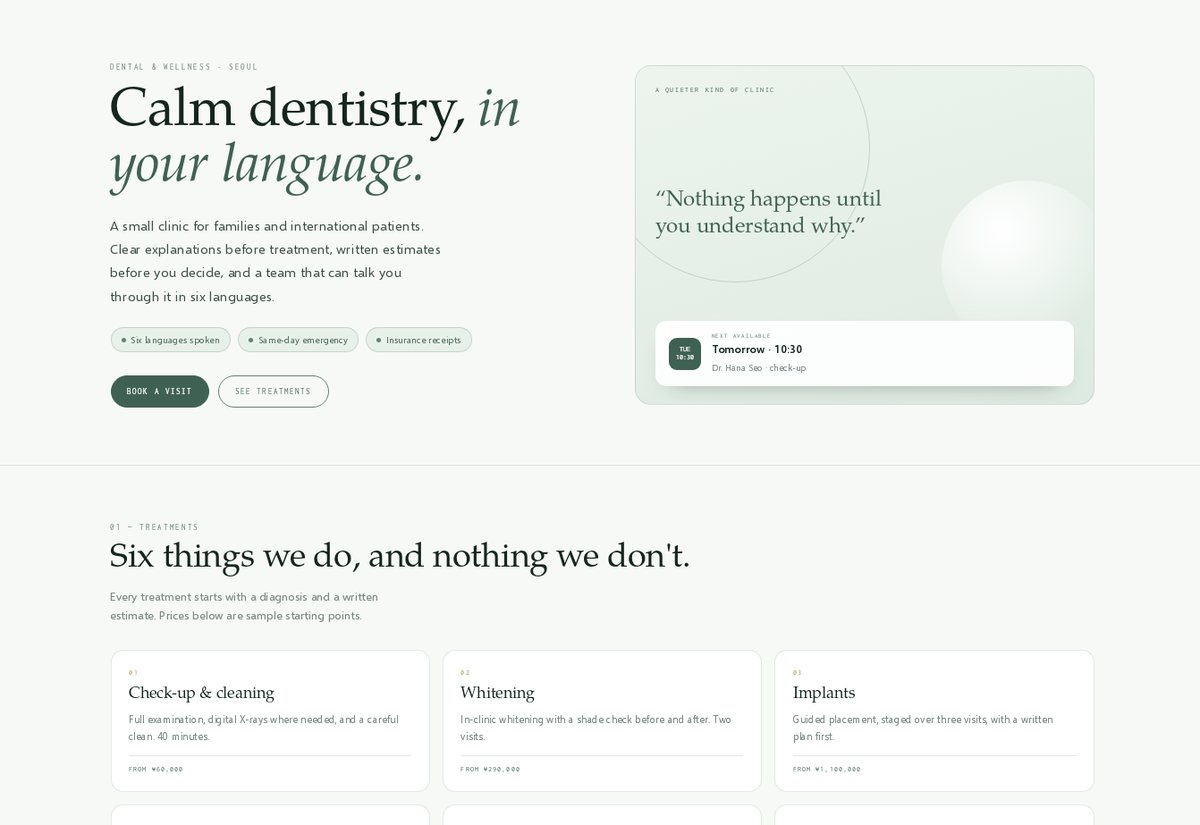 DENTAL & WELLNESS · SEOUL
Calm dentistry, in
your language.
A small clinic for families and international patients.
Clear explanations before treatment, written estimates
before you decide, and a team that can talk you
through it in six languages.
Six languages spoken
Same-day emergency
Insurance receipts
BOOK A VISIT
SEE TREATMENTS
A QUIETER KIND OF CLINIC
“Nothing happens until
you understand why.”
TUE
10:30
NEXT AVAILABLE
Tomorrow · 10:30
Dr. Hana Seo · check-up
01 — TREATMENTS
Six things we do, and nothing we don't.
Every treatment starts with a diagnosis and a written
estimate. Prices below are sample starting points.
01
Check-up & cleaning
Full examination, digital X-rays where needed, and a careful
clean. 40 minutes.
FROM ₩60,000
02
Whitening
In-clinic whitening with a shade check before and after. Two
visits.
FROM ₩290,000
03
Implants
Guided placement, staged over three visits, with a written
plan first.
FROM ₩1,100,000